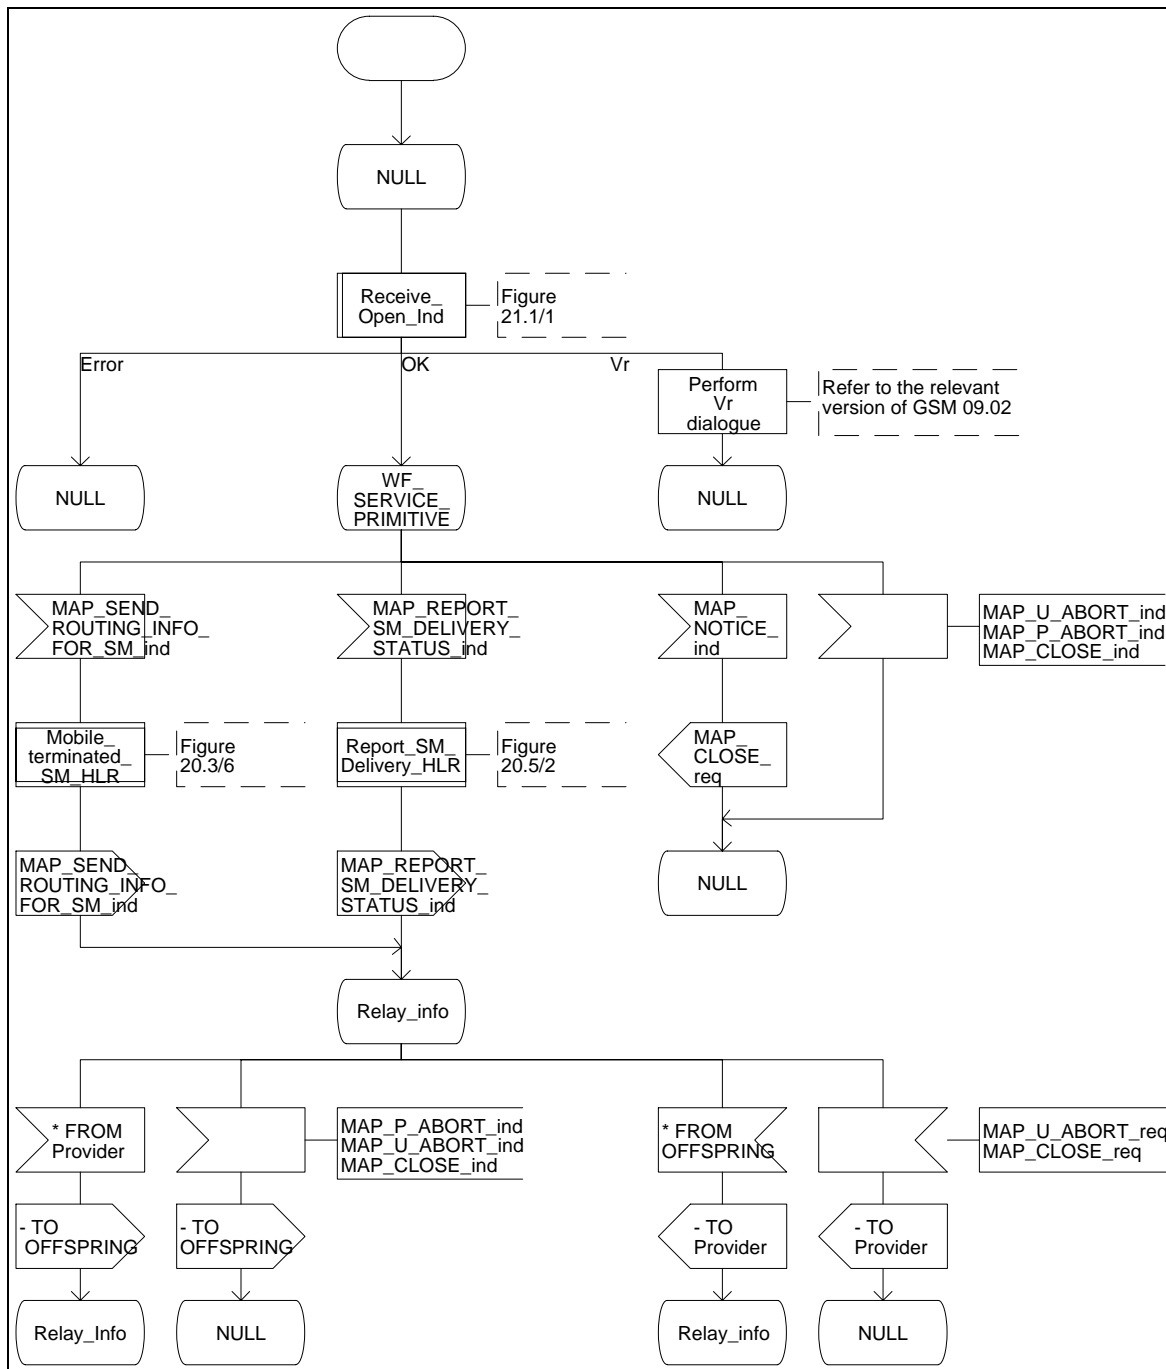 NULL
Receive_
Open_Ind
Figure
21.1/1
Error
OK
Vr
Perform
Vr
dialogue
Refer to the relevant
version of GSM 09.02
NULL
WF_
SERVICE_
PRIMITIVE
NULL
MAP_SEND_
ROUTING_INFO_
FOR_SM_ind
MAP_REPORT_
SM_DELIVERY_
STATUS_ind
MAP_
NOTICE_
ind
MAP_U_ABORT_ind
MAP_P_ABORT_ind
MAP_CLOSE_ind
Mobile_
terminated_
SM_HLR
Figure
20.3/6
Report_SM_
Delivery_HLR
Figure
20.5/2
MAP_
CLOSE_
req
MAP_SEND_
ROUTING_INFO_
FOR_SM_ind
MAP_REPORT_
SM_DELIVERY_
STATUS_ind
NULL
Relay_info
* FROM
Provider
MAP_P_ABORT_ind
MAP_U_ABORT_ind
MAP_CLOSE_ind
* FROM
OFFSPRING
MAP_U_ABORT_req
MAP_CLOSE_req
- TO
OFFSPRING
- TO
OFFSPRING
- TO
Provider
- TO
Provider
Relay_Info
NULL
Relay_info
NULL